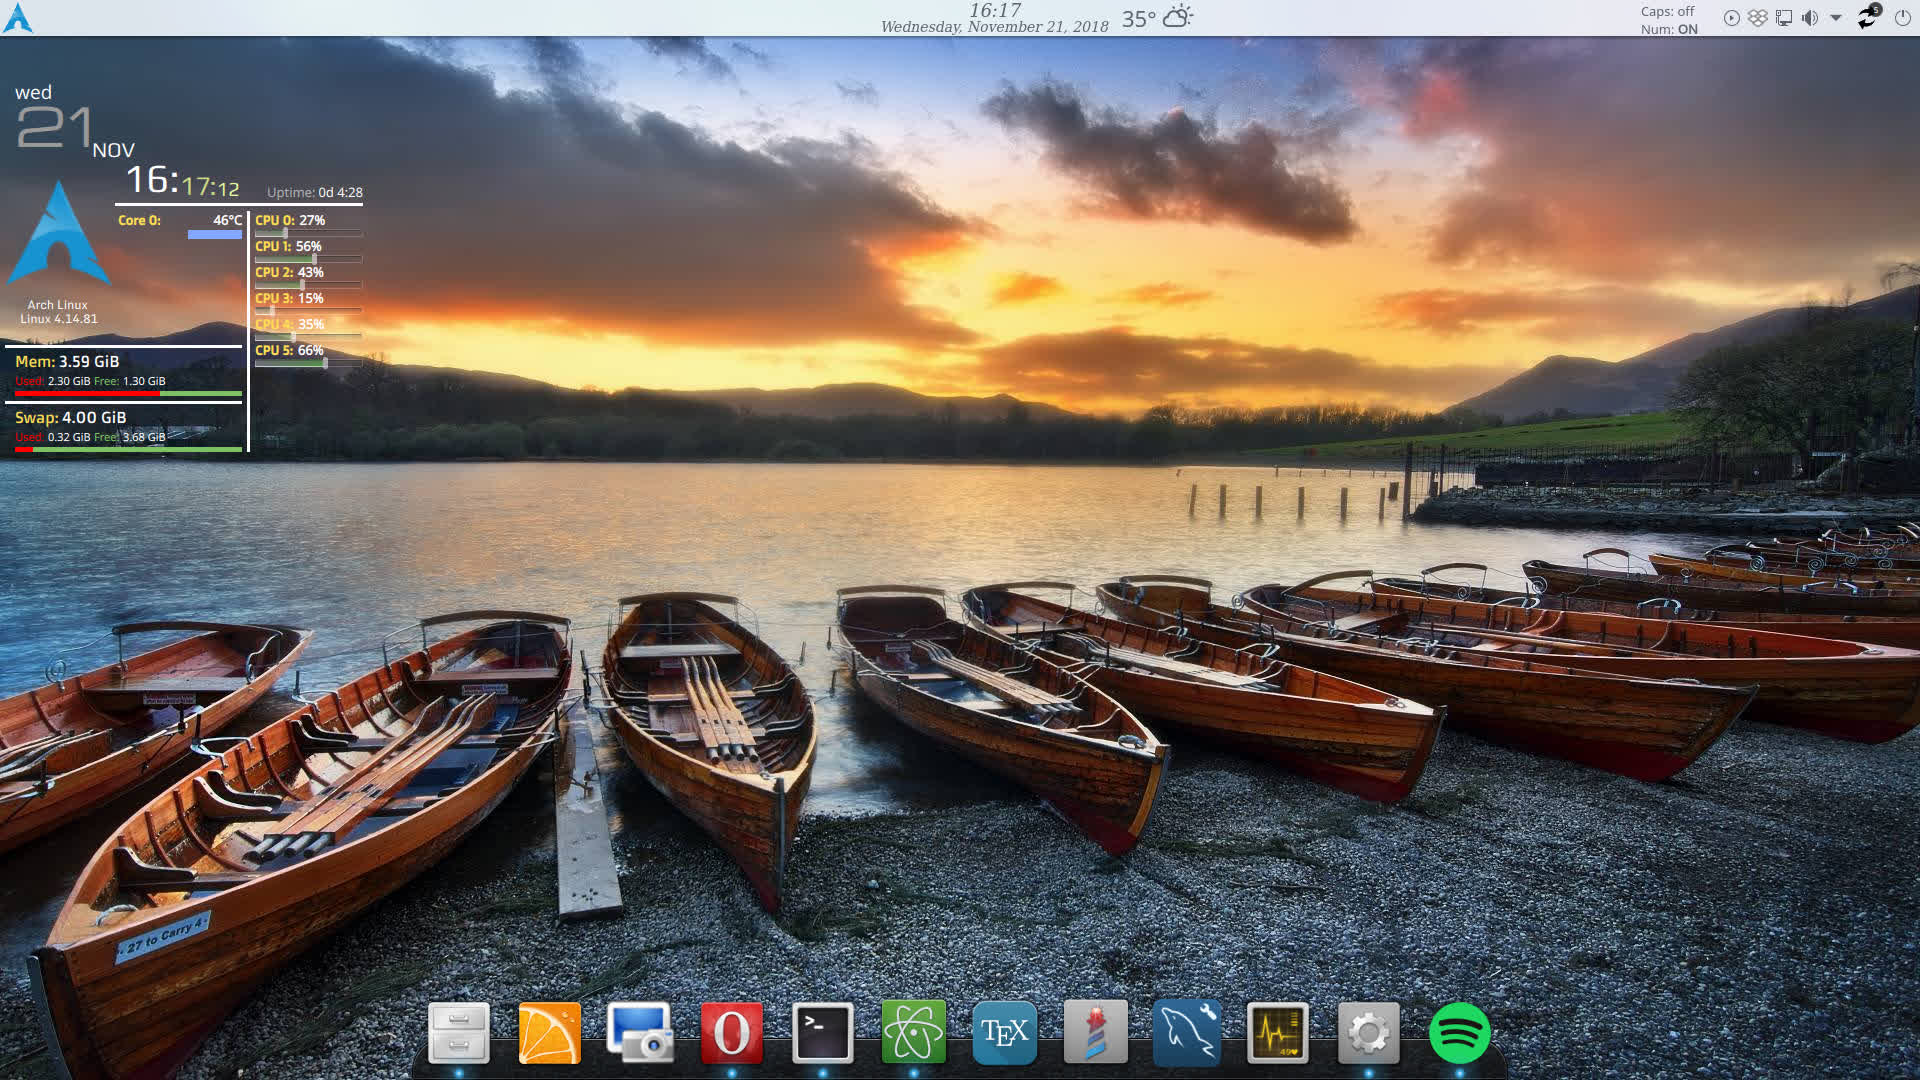 16:17
Wednesday, November 21, 2018
35°
Caps: off
Num: ON
5
wed
21
NOV
16:17:12
Uptime: 0d 4:28
Core 0: 46°C
CPU 0: 27%
CPU 1: 56%
CPU 2: 43%
CPU 3: 15%
CPU 4: 35%
CPU 5: 66%
Arch Linux
Linux 4.14.81
Mem: 3.59 GiB
Used: 2.30 GiB Free: 1.30 GiB
Swap: 4.00 GiB
Used: 0.32 GiB Free: 3.68 GiB
27 to Carry 4
>_
TEX
49